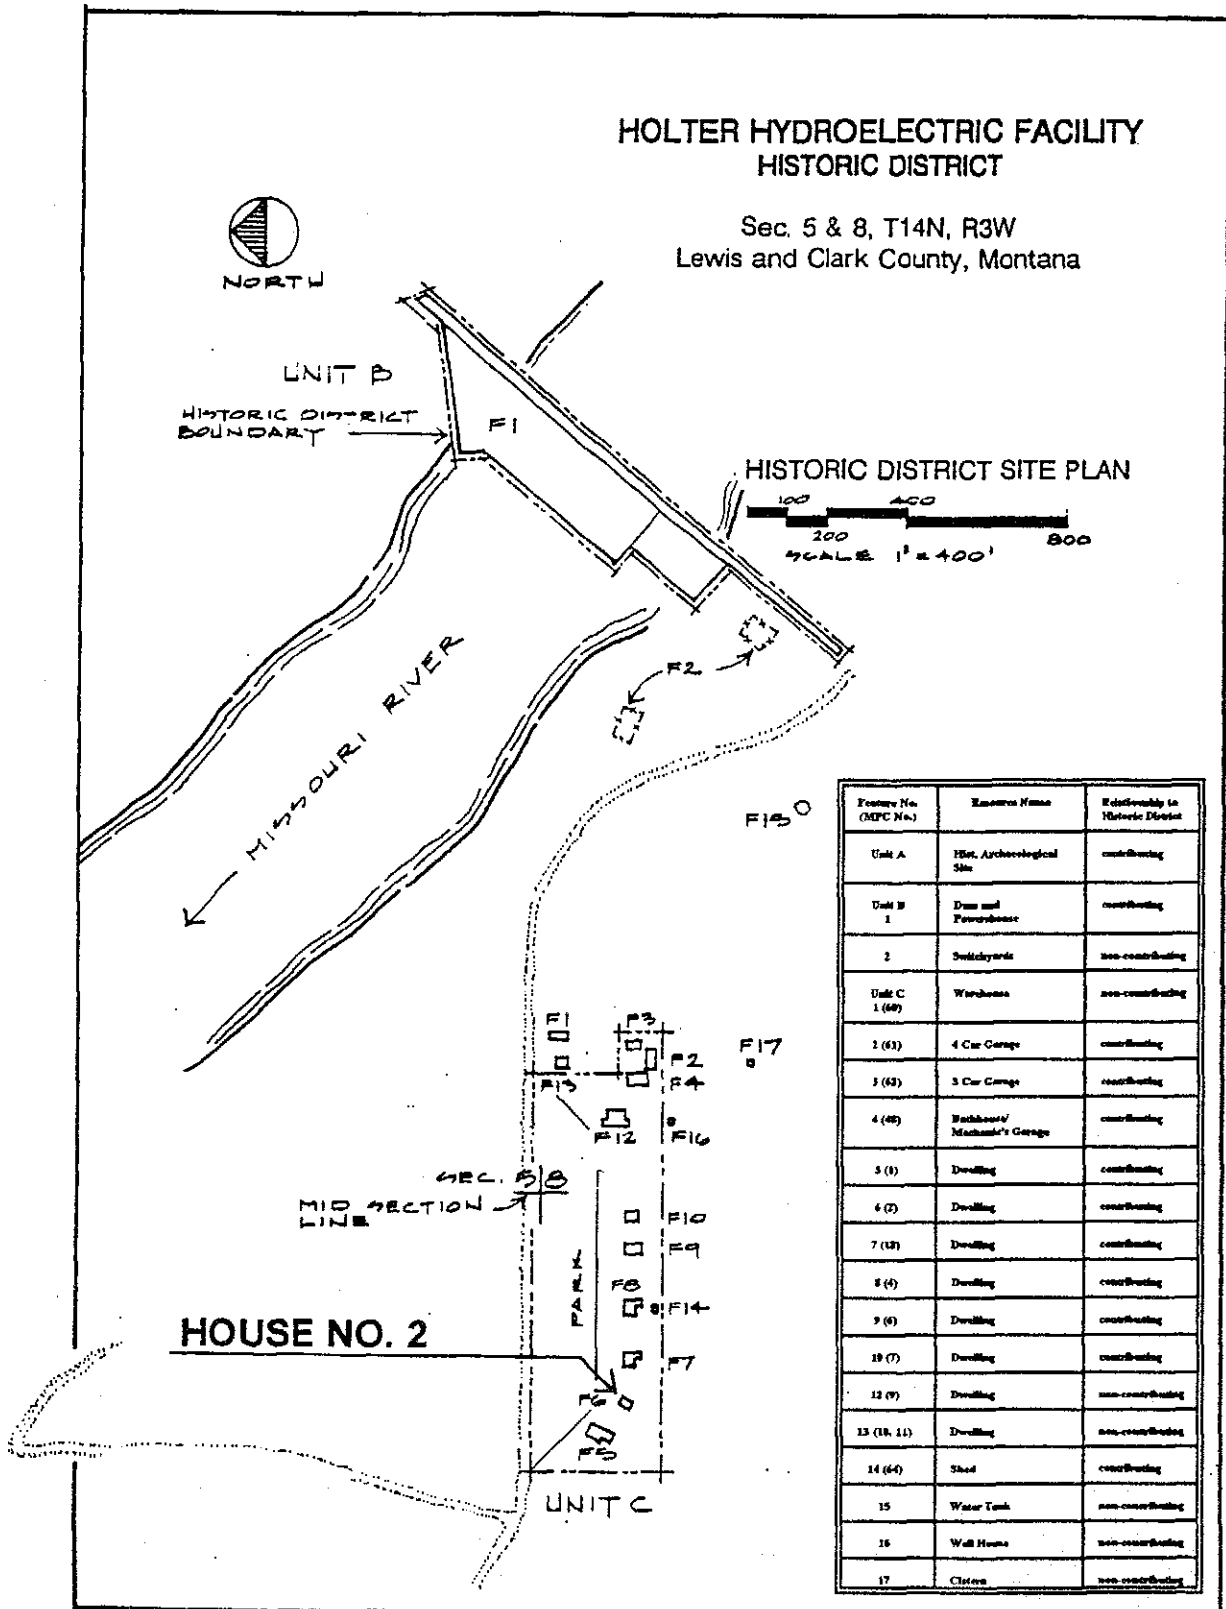 HOLTER HYDROELECTRIC FACILITY
HISTORIC DISTRICT
Sec. 5 & 8, T14N, R3W
Lewis and Clark County, Montana
NORTH
UNIT B
HISTORIC DISTRICT
BOUNDARY
F1
HISTORIC DISTRICT SITE PLAN
100 400
200 800
SCALE 1" = 400'
MISSOURI RIVER
F2
F15
Feature No. (MPC No.) Resource Name Relationship to Historic District
Unit A Hist. Archaeological Site contributing
Unit B 1 Dam and Powerhouse contributing
2 Switchyards non-contributing
Unit C 1 (60) Warehouse non-contributing
2 (61) 4 Car Garage contributing
3 (62) 3 Car Garage contributing
4 (48) Bathhouse/ Mechanic's Garage contributing
5 (1) Dwelling contributing
6 (2) Dwelling contributing
7 Dwelling contributing
8 (4) Dwelling contributing
9 (6) Dwelling contributing
10 (7) Dwelling contributing
12 (9) Dwelling non-contributing
13 (10, 11) Dwelling non-contributing
14 (64) Shed contributing
15 Water Tank non-contributing
16 Well House non-contributing
17 Cistern non-contributing
F1
F3
F17
F2
F13
F4
F12
F16
SEC. 5 8
MID SECTION
LINE
F10
F9
PARK
F8
F14
HOUSE NO. 2
F7
F6
F5
UNIT C